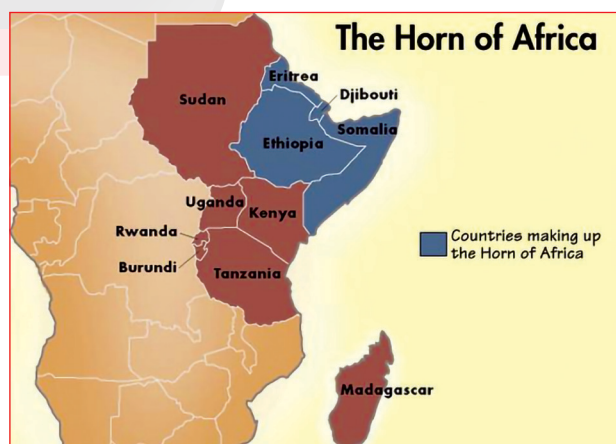 The Horn of Africa
Eritrea
Djibouti
Sudan
Somalia
Ethiopia
Uganda
Kenya
Rwanda
Burundi
Tanzania
Countries making up
the Horn of Africa
Madagascar